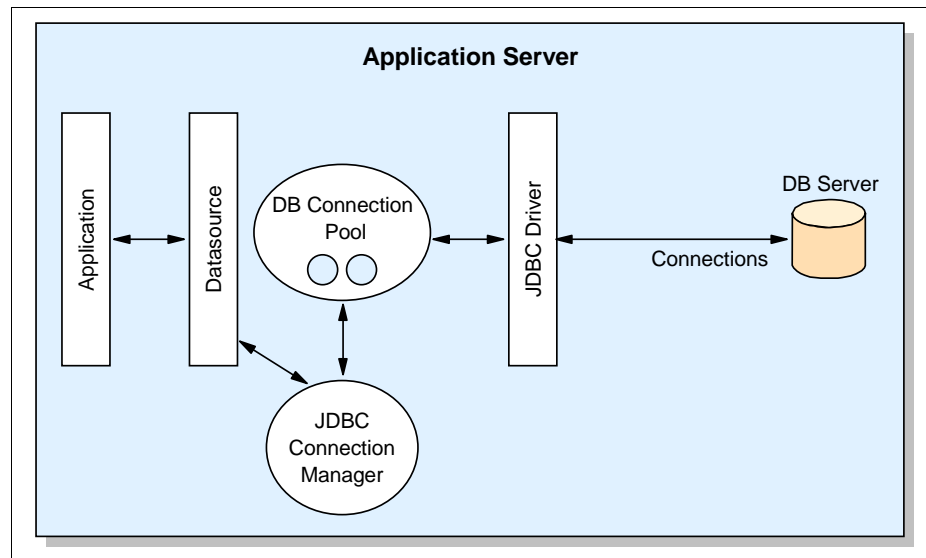 Application Server
Application
Datasource
DB Connection
Pool
JDBC Driver
DB Server
Connections
JDBC
Connection
Manager